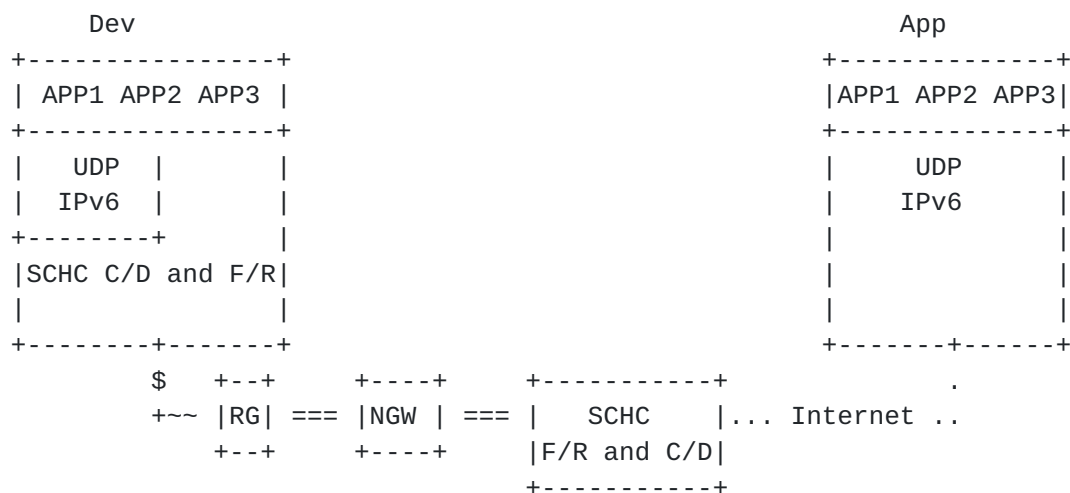 Dev                                                 App
+----------------+                                  +--------------+
| APP1 APP2 APP3 |                                  |APP1 APP2 APP3|
+----------------+                                  +--------------+
|   UDP  |       |                                  |     UDP      |
|  IPv6  |       |                                  |    IPv6      |
+--------+       |                                  |              |
|SCHC C/D and F/R|                                  |              |
|                |                                  |              |
+--------+-------+                                  +-------+------+
         $   +--+     +----+     +-----------+              .
         +~~ |RG| === |NGW | === |   SCHC    |... Internet ..
             +--+     +----+     |F/R and C/D|
                                 +-----------+